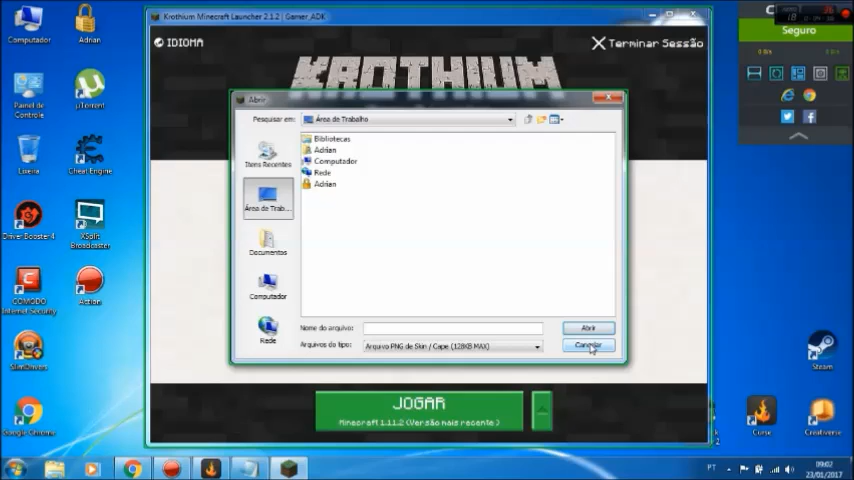 Krothium Minecraft Launcher 2.1.2 | Gamer_ADK
IDIOMA
Terminar Sessão
KROTHIUM
Abrir
Pesquisar em:
Área de Trabalho
Bibliotecas
Adrian
Computador
Rede
Adrian
Itens Recentes
Área de Trab...
Documentos
Computador
Rede
Nome do arquivo:
Abrir
Arquivos do tipo:
Arquivo PNG de Skin / Cape (128KB MAX)
Cancelar
JOGAR
Minecraft 1.11.2 (Versão mais recente )
Computador
Adrian
Painel de
Controle
µTorrent
Lixeira
Cheat Engine
Driver Booster 4
XSplit
Broadcaster
COMODO
Internet Security
Action!
SlimDrivers
Google Chrome
Seguro
0 B/s
0 B/s
Steam
Curse
Creativerse
PT
09:02
23/01/2017